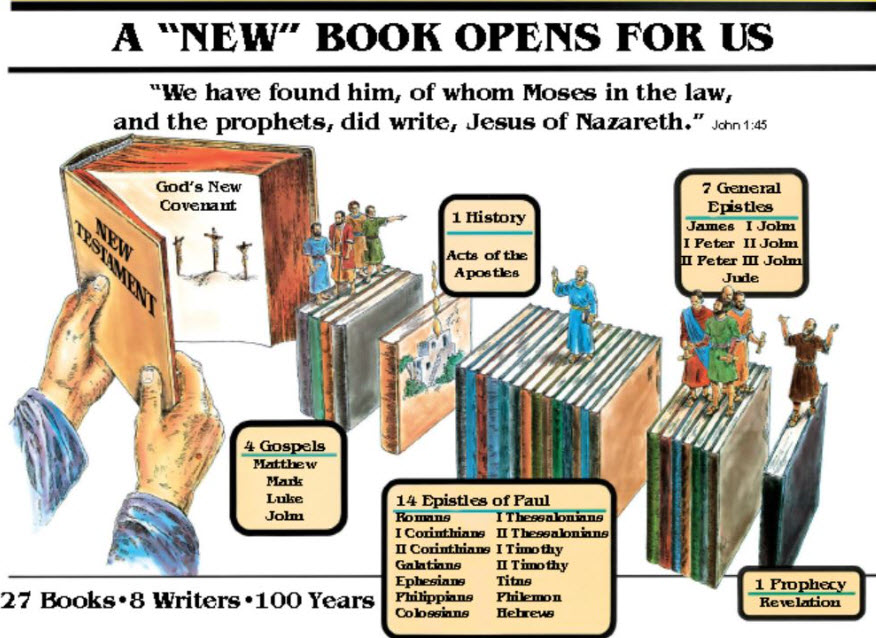 A "NEW" BOOK OPENS FOR US
"We have found him, of whom Moses in the law,
and the prophets, did write, Jesus of Nazareth." John 1:45
God's New
Covenant
NEW
TESTAMENT
4 Gospels
Matthew
Mark
Luke
John
1 History
Acts of the
Apostles
14 Epistles of Paul
Romans I Thessalonians
I Corinthians II Thessalonians
II Corinthians I Timothy
Galatians II Timothy
Ephesians Titus
Philippians Philemon
Colossians Hebrews
7 General
Epistles
James I John
I Peter II John
II Peter III John
Jude
1 Prophecy
Revelation
27 Books•8 Writers•100 Years